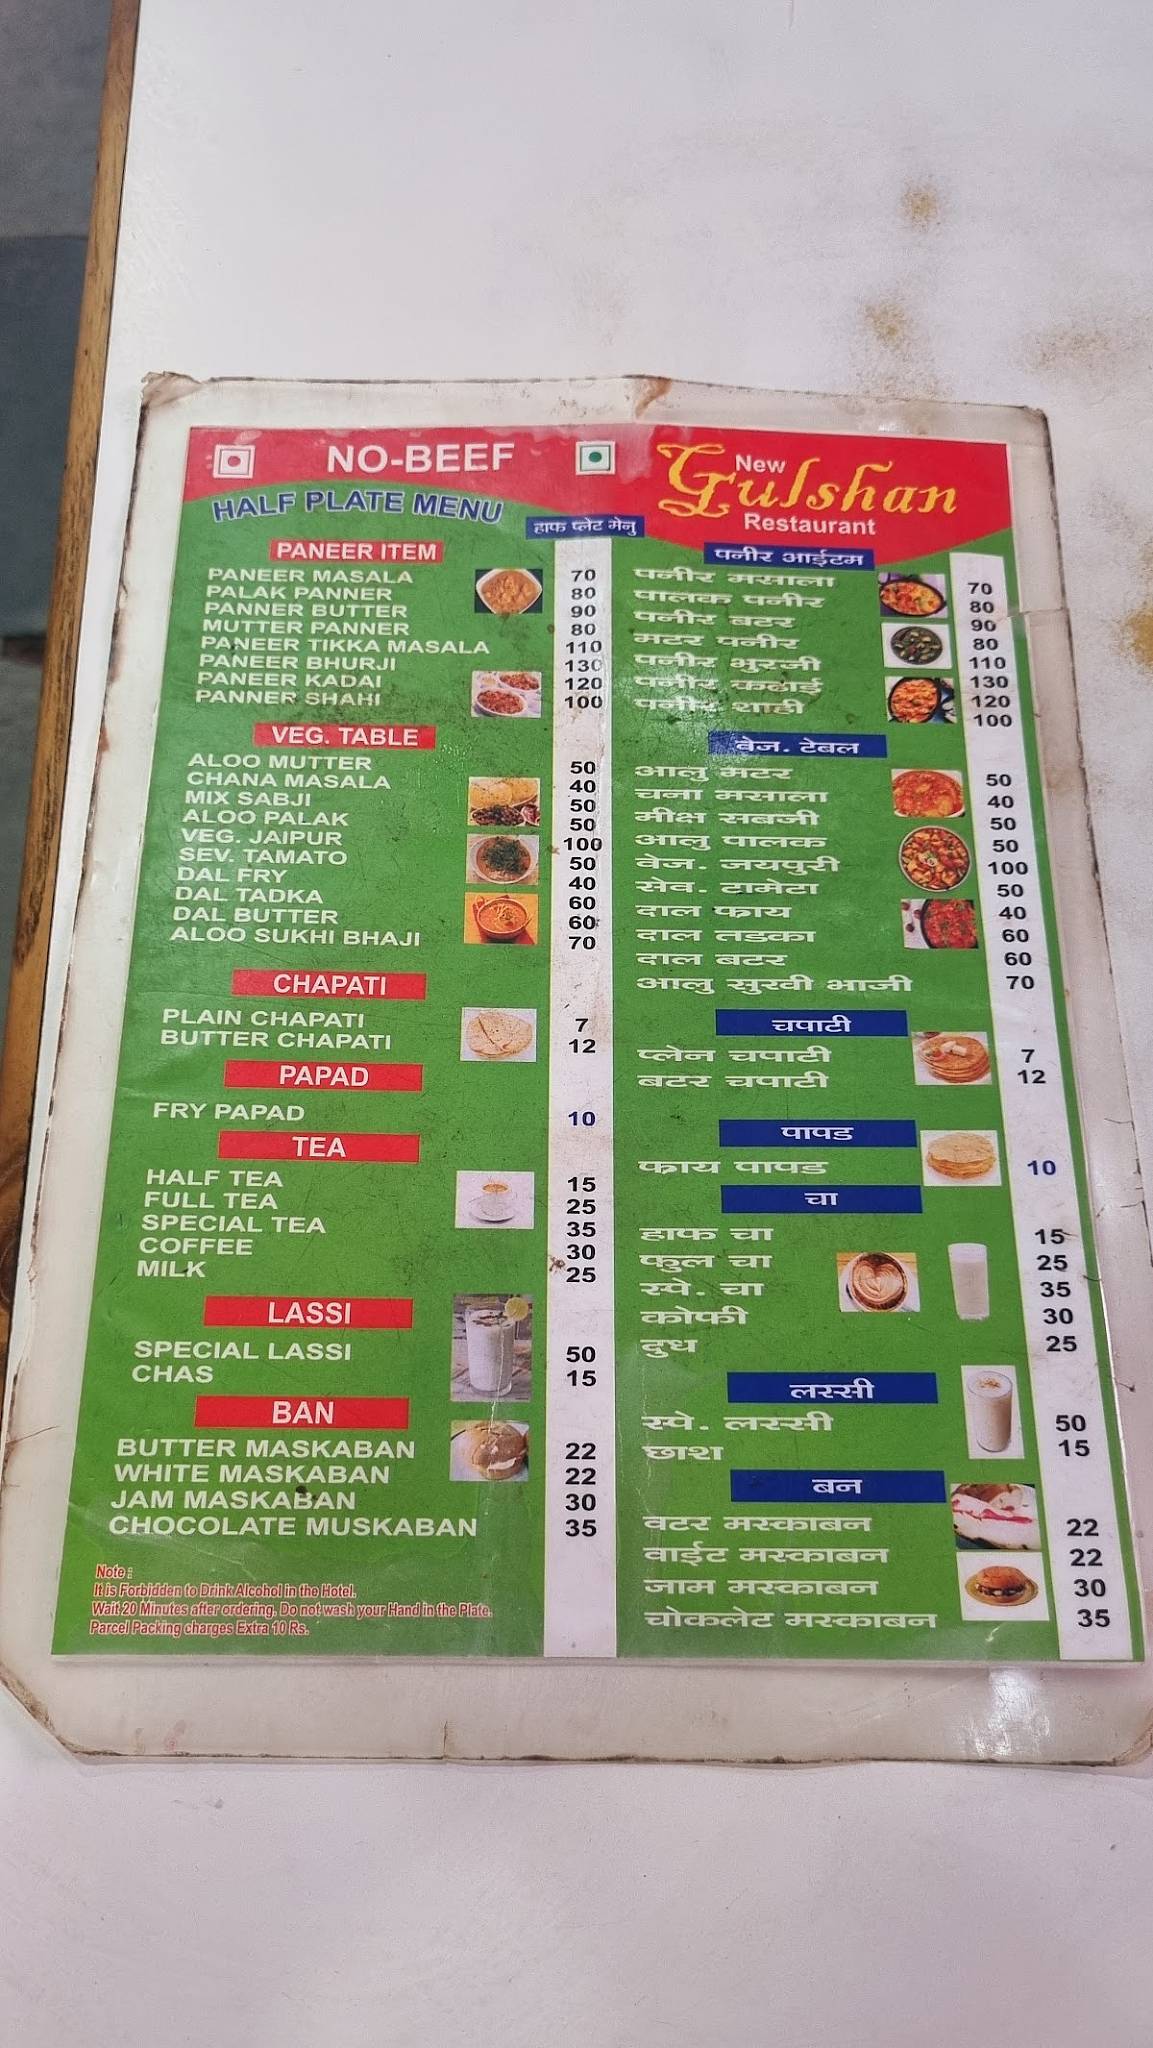 NO-BEEF
HALF PLATE MENU
हाफ प्लेट मेनु
New
Gulshan
Restaurant
PANEER ITEM
PANEER MASALA 70
PALAK PANNER 80
PANNER BUTTER 90
MUTTER PANNER 80
PANEER TIKKA MASALA 110
PANEER BHURJI 130
PANEER KADAI 120
PANNER SHAHI 100
VEG. TABLE
ALOO MUTTER 50
CHANA MASALA 40
MIX SABJI 50
ALOO PALAK 50
VEG. JAIPUR 100
SEV. TAMATO 50
DAL FRY 40
DAL TADKA 60
DAL BUTTER 60
ALOO SUKHI BHAJI 70
CHAPATI
PLAIN CHAPATI 7
BUTTER CHAPATI 12
PAPAD
FRY PAPAD 10
TEA
HALF TEA 15
FULL TEA 25
SPECIAL TEA 35
COFFEE 30
MILK 25
LASSI
SPECIAL LASSI 50
CHAS 15
BAN
BUTTER MASKABAN 22
WHITE MASKABAN 22
JAM MASKABAN 30
CHOCOLATE MUSKABAN 35
Note :
It is Forbidden to Drink Alcohol in the Hotel.
Wait 20 Minutes after ordering, Do not wash your Hand in the Plate.
Parcel Packing charges Extra 10 Rs.
पनीर आईटम
पनीर मसाला 70
पालक पनीर 80
पनीर बटर 90
मटर पनीर 80
पनीर भुरजी 110
पनीर कढाई 130
पनीर शाही 120
100
वेज. टेबल
आलु मटर 50
चना मसाला 40
मीक्ष सबजी 50
आलु पालक 50
वेज. जयपुरी 100
सेव. टामेटा 50
दाल फ्राय 40
दाल तडका 60
दाल बटर 60
आलु सुखी भाजी 70
चपाटी
प्लेन चपाटी 7
बटर चपाटी 12
पापड
फ्राय पापड 10
चा
हाफ चा 15
फुल चा 25
स्पे. चा 35
कोफी 30
दुध 25
लस्सी
स्पे. लस्सी 50
छाश 15
बन
वटर मस्काबन 22
वाईट मस्काबन 22
जाम मस्काबन 30
चोकलेट मस्काबन 35